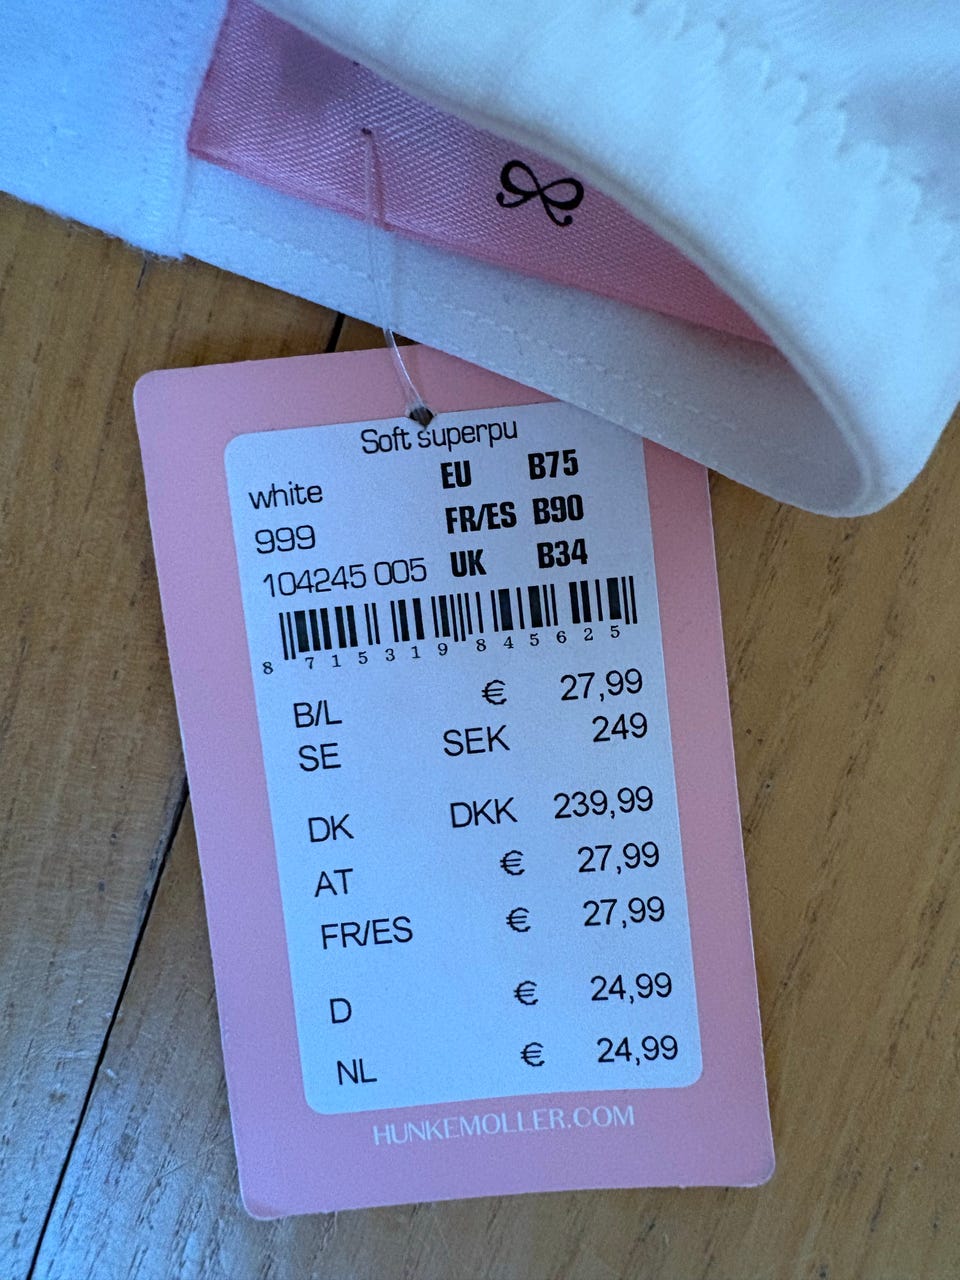 Soft superpu
white EU B75
999 FR/ES B90
104245 005 UK B34
8 715319 845625
B/L € 27,99
SE SEK 249
DK DKK 239,99
AT € 27,99
FR/ES € 27,99
D € 24,99
NL € 24,99
HUNKEMOLLER.COM